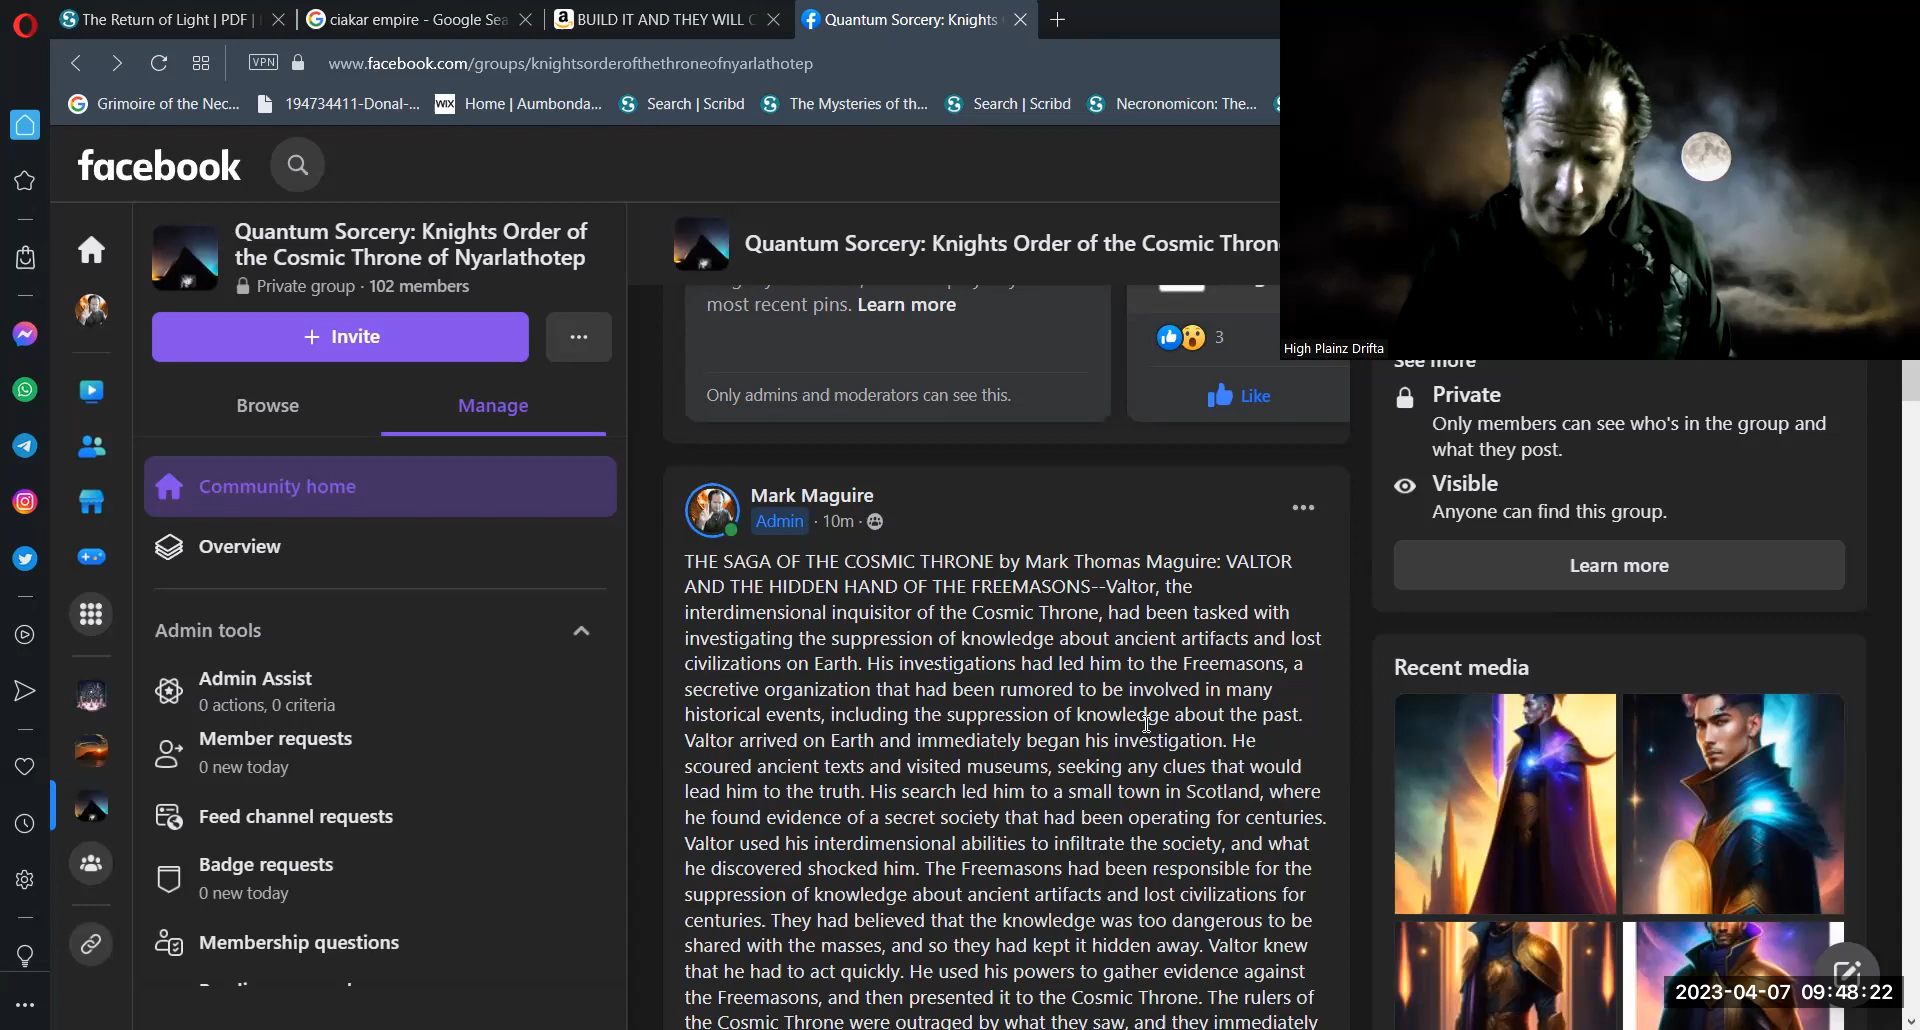 The Return of Light | PDF |
ciakar empire - Google Sea
BUILD IT AND THEY WILL C
Quantum Sorcery: Knights
VPN
www.facebook.com/groups/knightsorderofthethroneofnyarlathotep
Grimoire of the Nec...
194734411-Donal-...
WIX
Home | Aumbonda...
Search | Scribd
The Mysteries of th...
Search | Scribd
Necronomicon: The...
facebook
Quantum Sorcery: Knights Order of
the Cosmic Throne of Nyarlathotep
Private group · 102 members
+ Invite
Browse
Manage
Community home
Overview
Admin tools
Admin Assist
0 actions, 0 criteria
Member requests
0 new today
Feed channel requests
Badge requests
0 new today
Membership questions
Quantum Sorcery: Knights Order of the Cosmic Thron
most recent pins. Learn more
Only admins and moderators can see this.
3
Like
Mark Maguire
Admin · 10m ·
THE SAGA OF THE COSMIC THRONE by Mark Thomas Maguire: VALTOR
AND THE HIDDEN HAND OF THE FREEMASONS--Valtor, the
interdimensional inquisitor of the Cosmic Throne, had been tasked with
investigating the suppression of knowledge about ancient artifacts and lost
civilizations on Earth. His investigations had led him to the Freemasons, a
secretive organization that had been rumored to be involved in many
historical events, including the suppression of knowledge about the past.
Valtor arrived on Earth and immediately began his investigation. He
scoured ancient texts and visited museums, seeking any clues that would
lead him to the truth. His search led him to a small town in Scotland, where
he found evidence of a secret society that had been operating for centuries.
Valtor used his interdimensional abilities to infiltrate the society, and what
he discovered shocked him. The Freemasons had been responsible for the
suppression of knowledge about ancient artifacts and lost civilizations for
centuries. They had believed that the knowledge was too dangerous to be
shared with the masses, and so they had kept it hidden away. Valtor knew
that he had to act quickly. He used his powers to gather evidence against
the Freemasons, and then presented it to the Cosmic Throne. The rulers of
the Cosmic Throne were outraged by what they saw, and they immediately
High Plainz Drifta
See more
Private
Only members can see who's in the group and
what they post.
Visible
Anyone can find this group.
Learn more
Recent media
2023-04-07 09:48:22